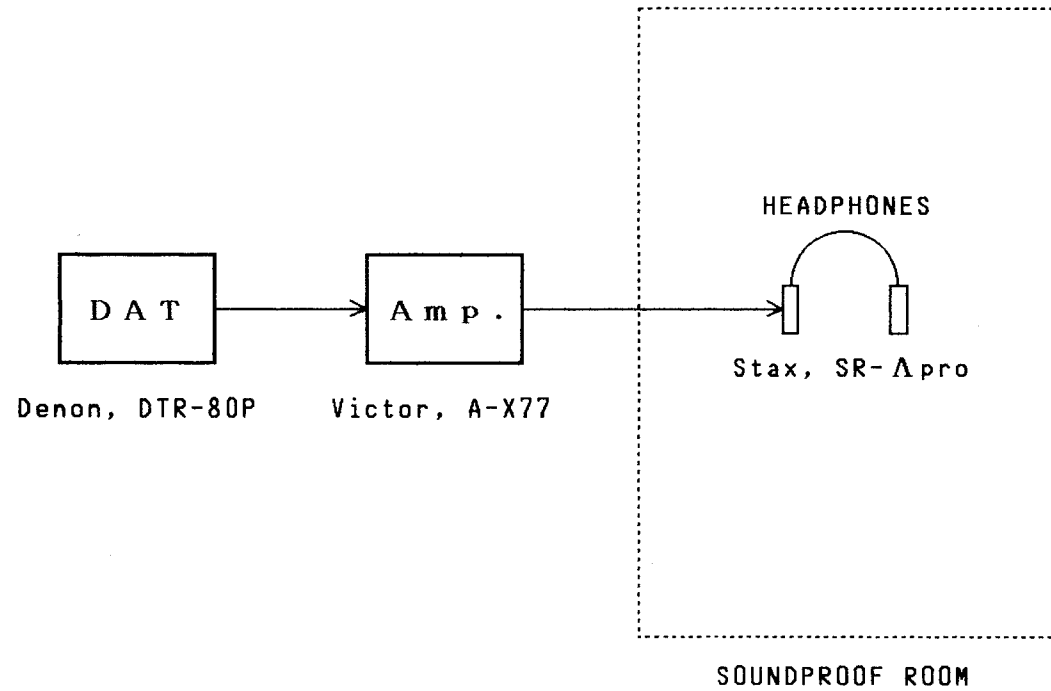 HEADPHONES
DAT
Amp.
Stax, SR-Λpro
Denon, DTR-80P
Victor, A-X77
SOUNDPROOF ROOM